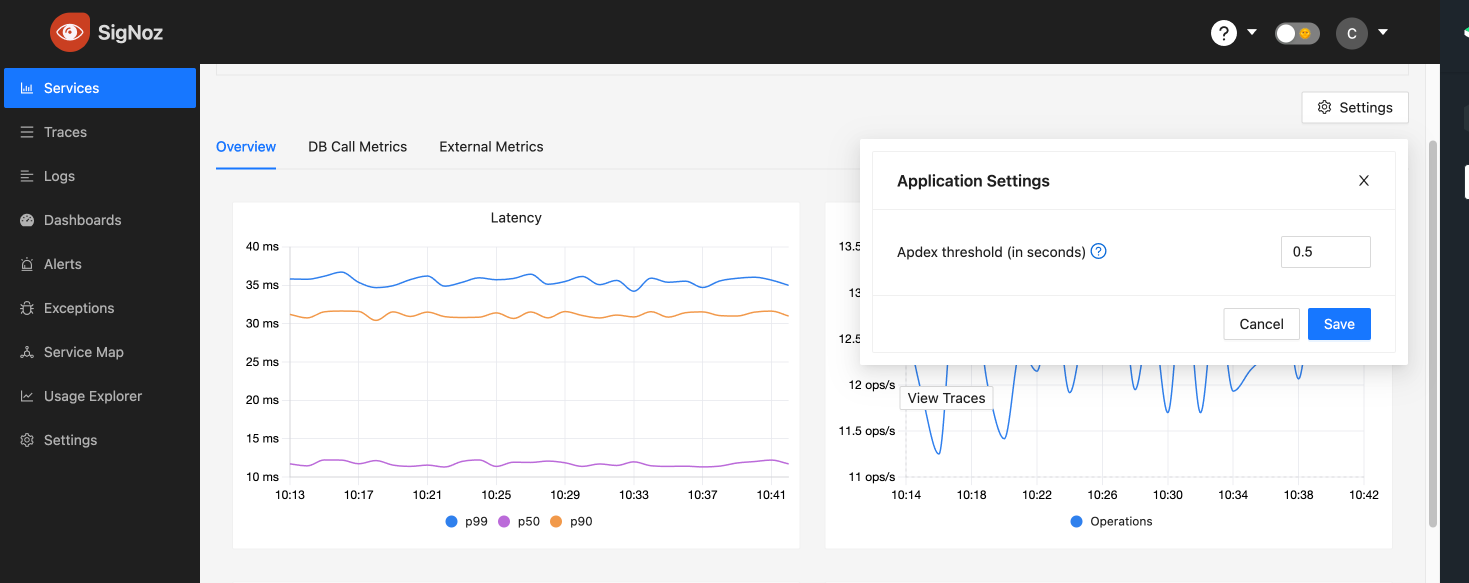 SigNoz
?
C
Services
Traces
Logs
Dashboards
Alerts
Exceptions
Service Map
Usage Explorer
Settings
Settings
Overview DB Call Metrics External Metrics
Application Settings
X
Apdex threshold (in seconds) ?
0.5
Cancel Save
Latency
40 ms
35 ms
30 ms
25 ms
20 ms
15 ms
10 ms
10:13 10:17 10:21 10:25 10:29 10:33 10:37 10:41
p99 p50 p90
13.5
13
12.5
12 ops/s
View Traces
11.5 ops/s
11 ops/s
10:14 10:18 10:22 10:26 10:30 10:34 10:38 10:42
Operations